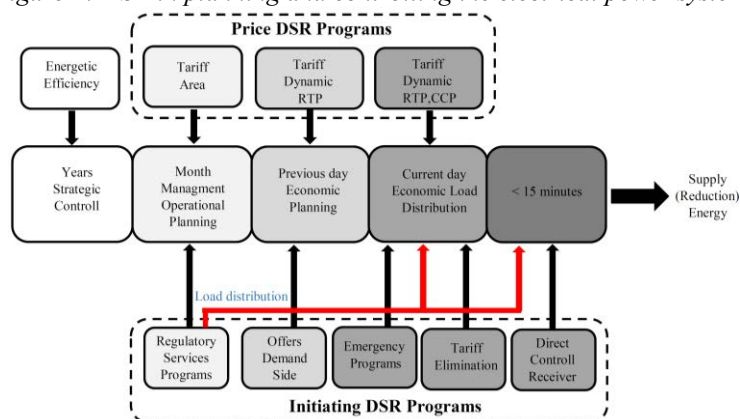 Price DSR Programs
Energetic
Efficiency
Tariff
Area
Tariff
Dynamic
RTP
Tariff
Dynamic
RTP,CCP
Years
Strategic
Controll
Month
Managment
Operational
Planning
Previous day
Economic
Planning
Current day
Economic Load
Distribution
< 15 minutes
Supply
(Reduction)
Energy
Load distribution
Regulatory
Services
Programs
Offers
Demand
Side
Emergency
Programs
Tariff
Elimination
Direct
Controll
Receiver
Initiating DSR Programs